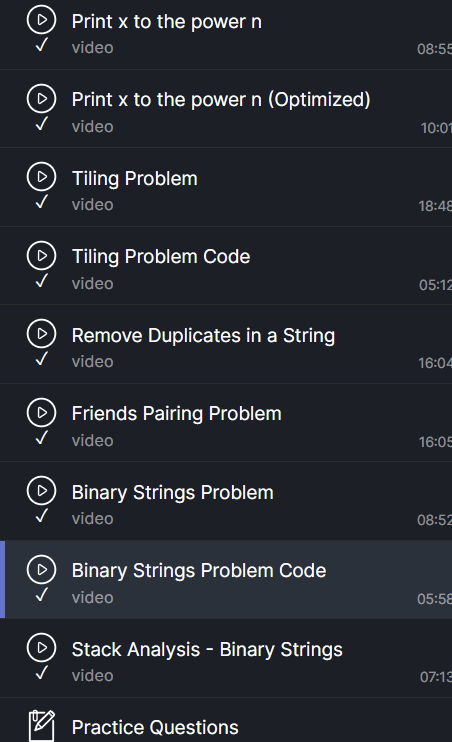 Print x to the power n
video
08:55
Print x to the power n (Optimized)
video
10:01
Tiling Problem
video
18:48
Tiling Problem Code
video
05:12
Remove Duplicates in a String
video
16:04
Friends Pairing Problem
video
16:05
Binary Strings Problem
video
08:52
Binary Strings Problem Code
video
05:58
Stack Analysis - Binary Strings
video
07:13
Practice Questions